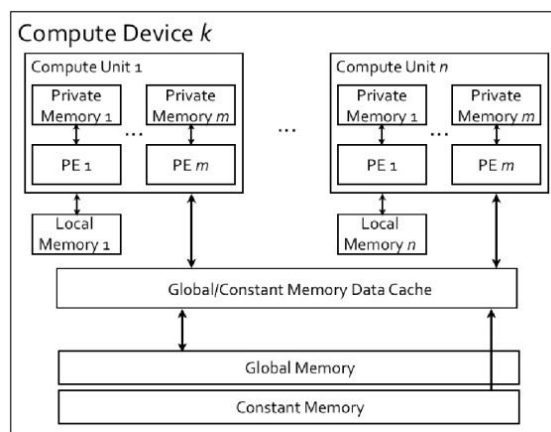 Compute Device k
Compute Unit 1
Private
Memory 1
...
Private
Memory m
PE 1
PE m
Local
Memory 1
...
Compute Unit n
Private
Memory 1
...
Private
Memory m
PE 1
PE m
Local
Memory n
Global/Constant Memory Data Cache
Global Memory
Constant Memory